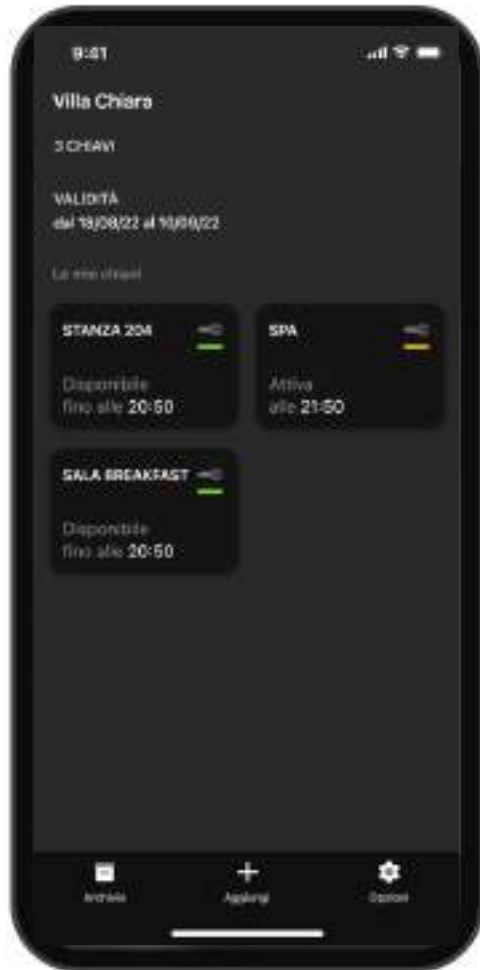 9:41
Villa Chiara
3 CHIAVI
VALIDITÀ
dal 18/08/22 al 10/09/22
Le mie chiavi
STANZA 204
Disponibile
fino alle 20:50
SPA
Attiva
alle 21:50
SALA BREAKFAST
Disponibile
fino alle 20:50
Archivio
Aggiungi
Opzioni